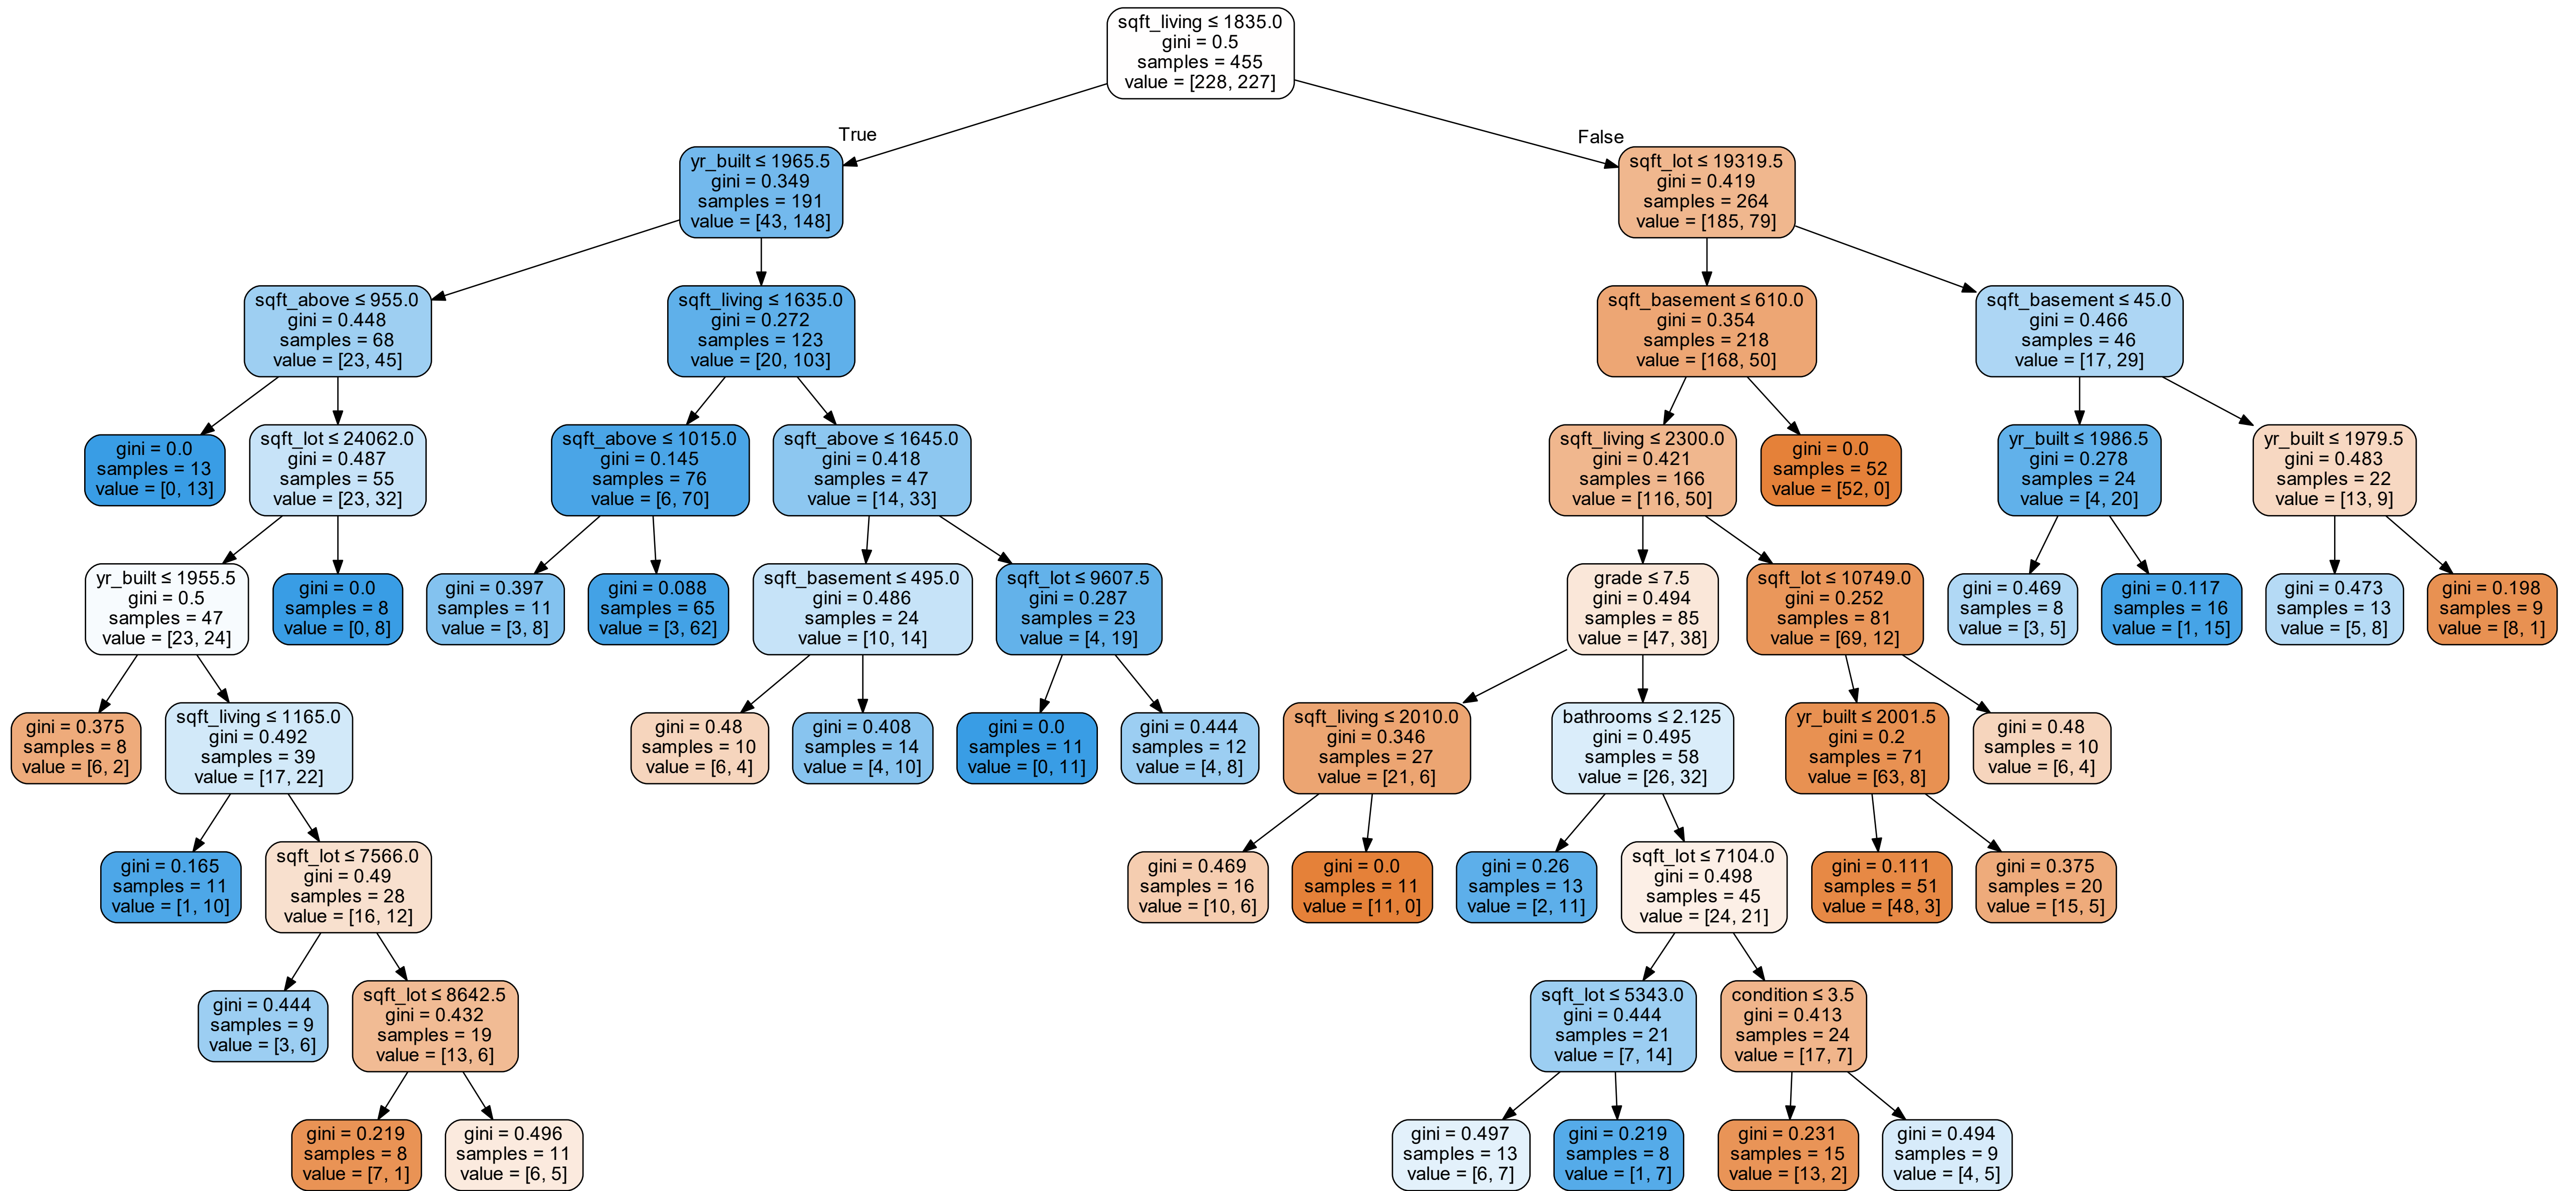 sqft_living ≤ 1835.0
gini = 0.5
samples = 455
value = [228, 227]
True
False
yr_built ≤ 1965.5
gini = 0.349
samples = 191
value = [43, 148]
sqft_lot ≤ 19319.5
gini = 0.419
samples = 264
value = [185, 79]
sqft_above ≤ 955.0
gini = 0.448
samples = 68
value = [23, 45]
sqft_living ≤ 1635.0
gini = 0.272
samples = 123
value = [20, 103]
sqft_basement ≤ 610.0
gini = 0.354
samples = 218
value = [168, 50]
sqft_basement ≤ 45.0
gini = 0.466
samples = 46
value = [17, 29]
gini = 0.0
samples = 13
value = [0, 13]
sqft_lot ≤ 24062.0
gini = 0.487
samples = 55
value = [23, 32]
sqft_above ≤ 1015.0
gini = 0.145
samples = 76
value = [6, 70]
sqft_above ≤ 1645.0
gini = 0.418
samples = 47
value = [14, 33]
sqft_living ≤ 2300.0
gini = 0.421
samples = 166
value = [116, 50]
gini = 0.0
samples = 52
value = [52, 0]
yr_built ≤ 1986.5
gini = 0.278
samples = 24
value = [4, 20]
yr_built ≤ 1979.5
gini = 0.483
samples = 22
value = [13, 9]
yr_built ≤ 1955.5
gini = 0.5
samples = 47
value = [23, 24]
gini = 0.0
samples = 8
value = [0, 8]
gini = 0.397
samples = 11
value = [3, 8]
gini = 0.088
samples = 65
value = [3, 62]
sqft_basement ≤ 495.0
gini = 0.486
samples = 24
value = [10, 14]
sqft_lot ≤ 9607.5
gini = 0.287
samples = 23
value = [4, 19]
grade ≤ 7.5
gini = 0.494
samples = 85
value = [47, 38]
sqft_lot ≤ 10749.0
gini = 0.252
samples = 81
value = [69, 12]
gini = 0.469
samples = 8
value = [3, 5]
gini = 0.117
samples = 16
value = [1, 15]
gini = 0.473
samples = 13
value = [5, 8]
gini = 0.198
samples = 9
value = [8, 1]
gini = 0.375
samples = 8
value = [6, 2]
sqft_living ≤ 1165.0
gini = 0.492
samples = 39
value = [17, 22]
gini = 0.48
samples = 10
value = [6, 4]
gini = 0.408
samples = 14
value = [4, 10]
gini = 0.0
samples = 11
value = [0, 11]
gini = 0.444
samples = 12
value = [4, 8]
sqft_living ≤ 2010.0
gini = 0.346
samples = 27
value = [21, 6]
bathrooms ≤ 2.125
gini = 0.495
samples = 58
value = [26, 32]
yr_built ≤ 2001.5
gini = 0.2
samples = 71
value = [63, 8]
gini = 0.48
samples = 10
value = [6, 4]
gini = 0.165
samples = 11
value = [1, 10]
sqft_lot ≤ 7566.0
gini = 0.49
samples = 28
value = [16, 12]
gini = 0.469
samples = 16
value = [10, 6]
gini = 0.0
samples = 11
value = [11, 0]
gini = 0.26
samples = 13
value = [2, 11]
sqft_lot ≤ 7104.0
gini = 0.498
samples = 45
value = [24, 21]
gini = 0.111
samples = 51
value = [48, 3]
gini = 0.375
samples = 20
value = [15, 5]
gini = 0.444
samples = 9
value = [3, 6]
sqft_lot ≤ 8642.5
gini = 0.432
samples = 19
value = [13, 6]
sqft_lot ≤ 5343.0
gini = 0.444
samples = 21
value = [7, 14]
condition ≤ 3.5
gini = 0.413
samples = 24
value = [17, 7]
gini = 0.219
samples = 8
value = [7, 1]
gini = 0.496
samples = 11
value = [6, 5]
gini = 0.497
samples = 13
value = [6, 7]
gini = 0.219
samples = 8
value = [1, 7]
gini = 0.231
samples = 15
value = [13, 2]
gini = 0.494
samples = 9
value = [4, 5]